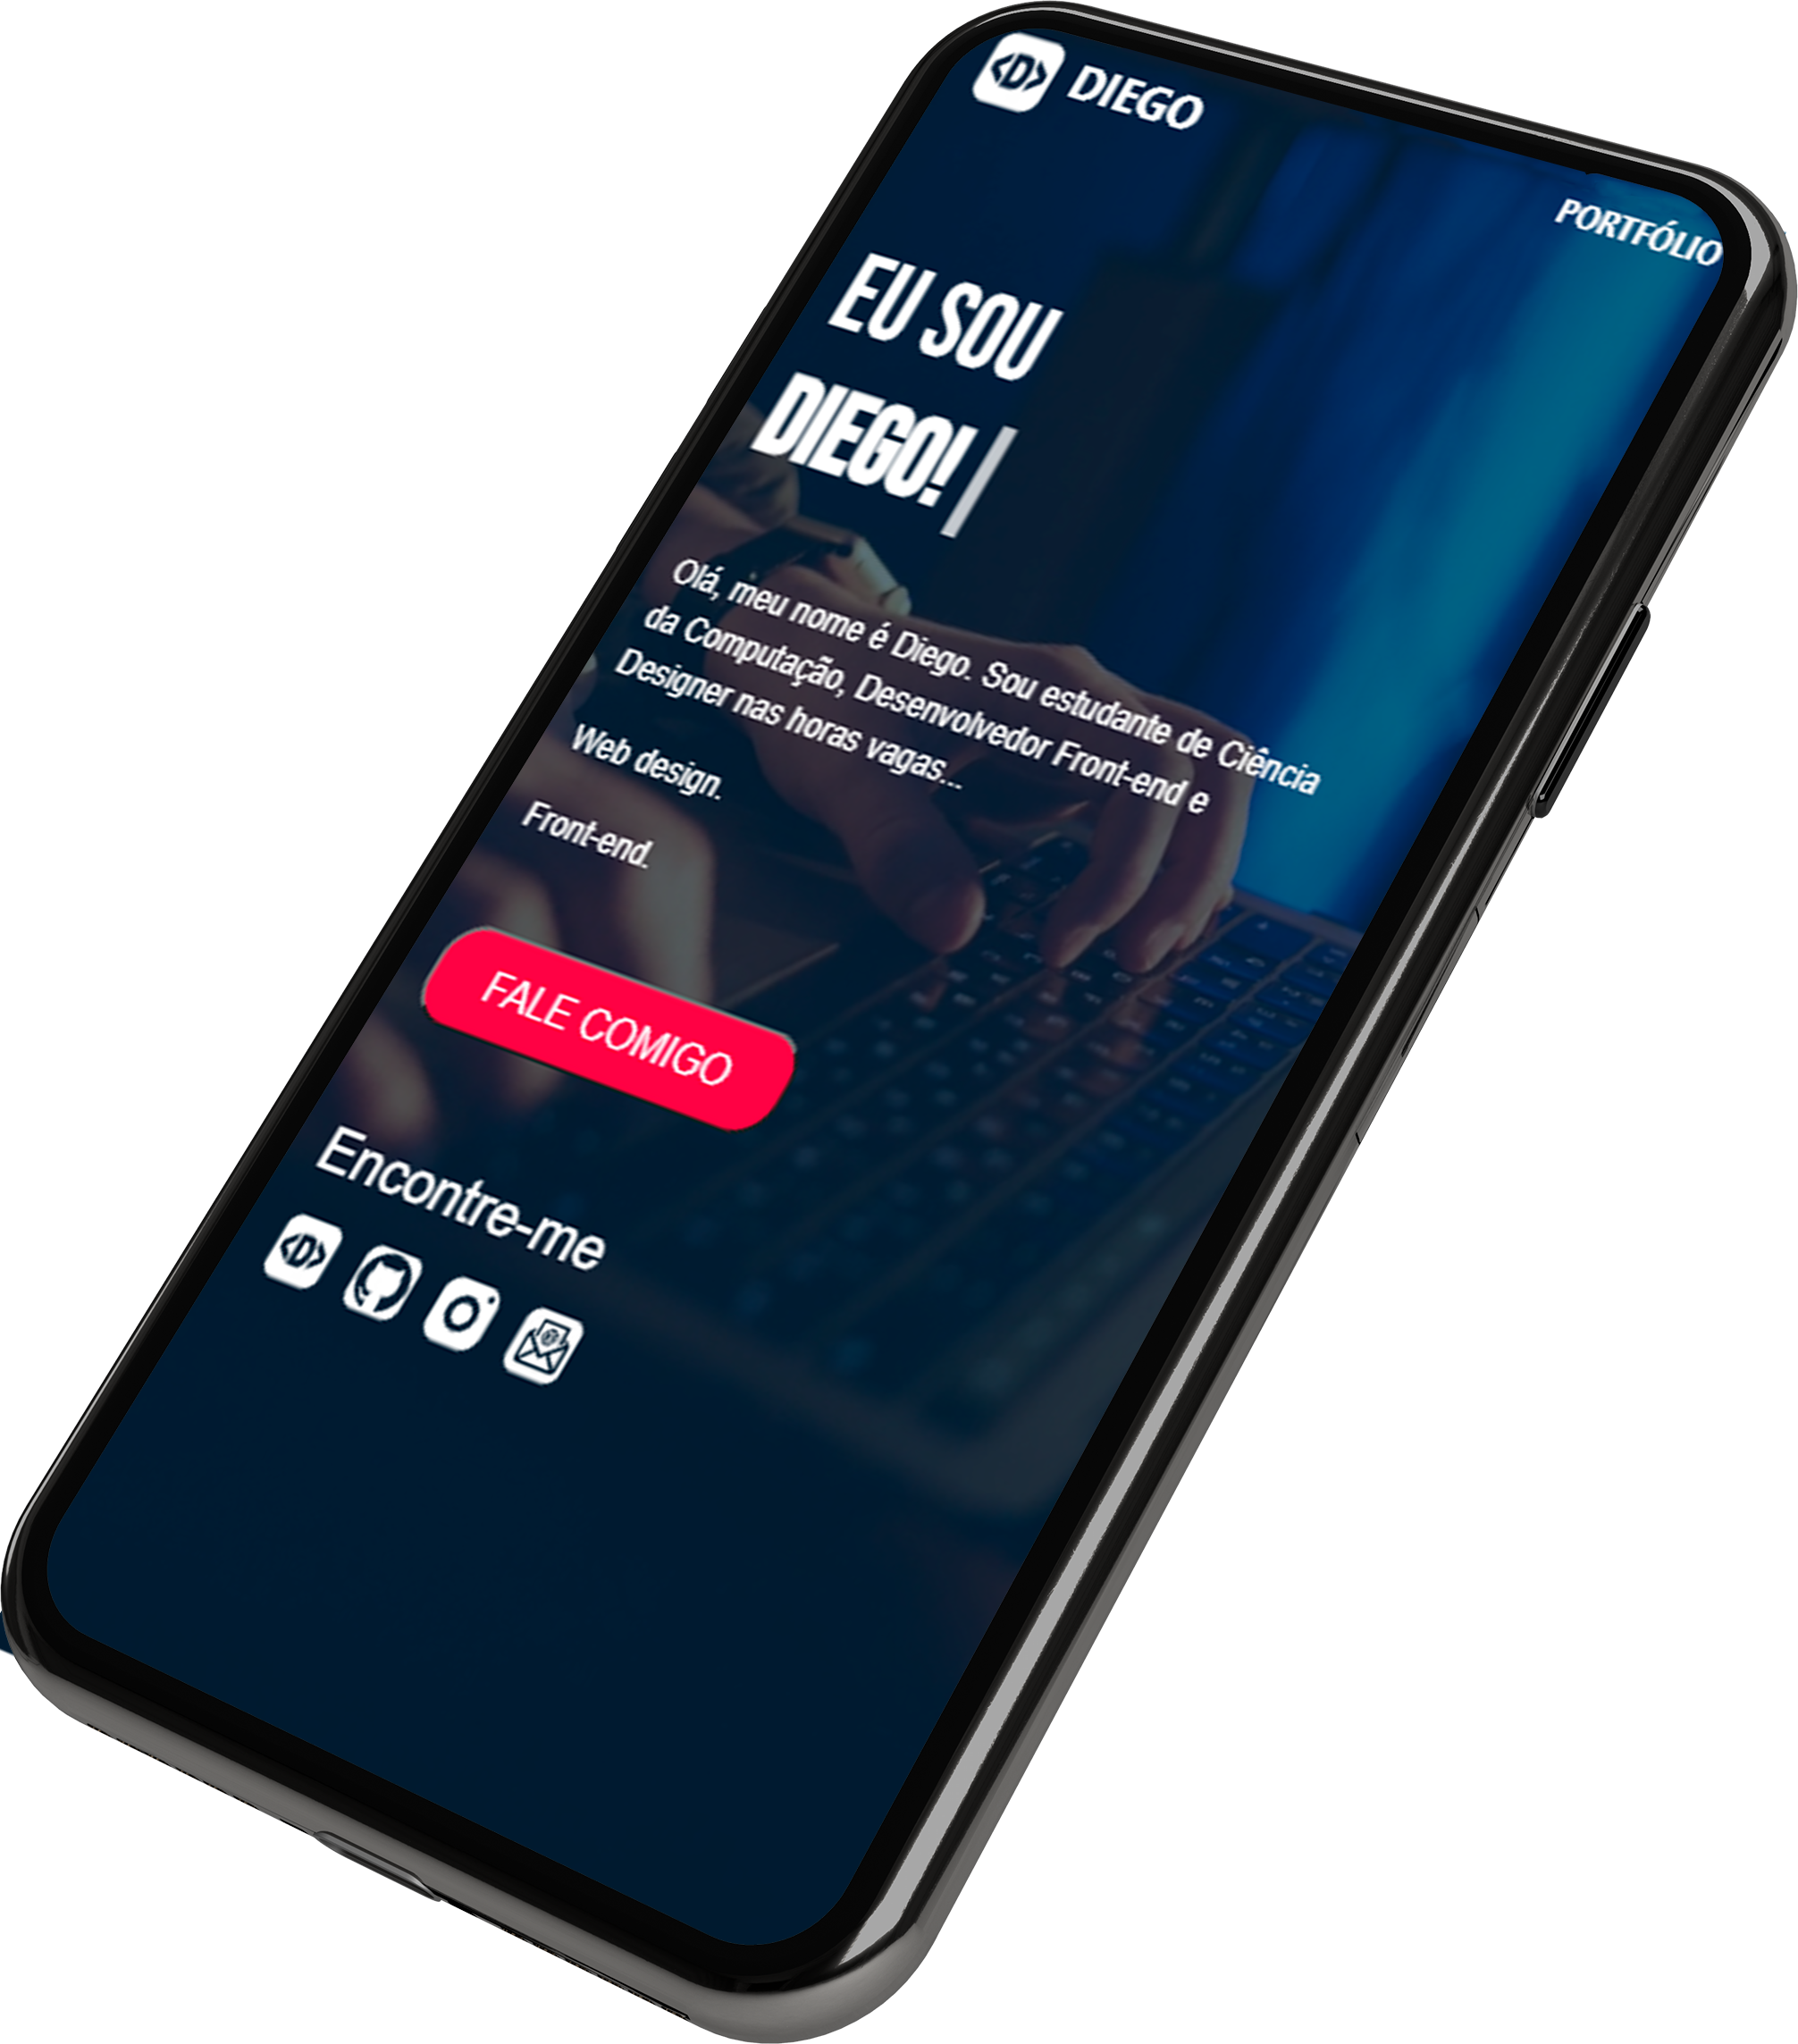 <D> DIEGO
PORTFÓLIO
EU SOU
DIEGO! |
Olá, meu nome é Diego. Sou estudante de Ciência
da Computação, Desenvolvedor Front-end e
Designer nas horas vagas...
Web design.
Front-end.
FALE COMIGO
Encontre-me
<D>